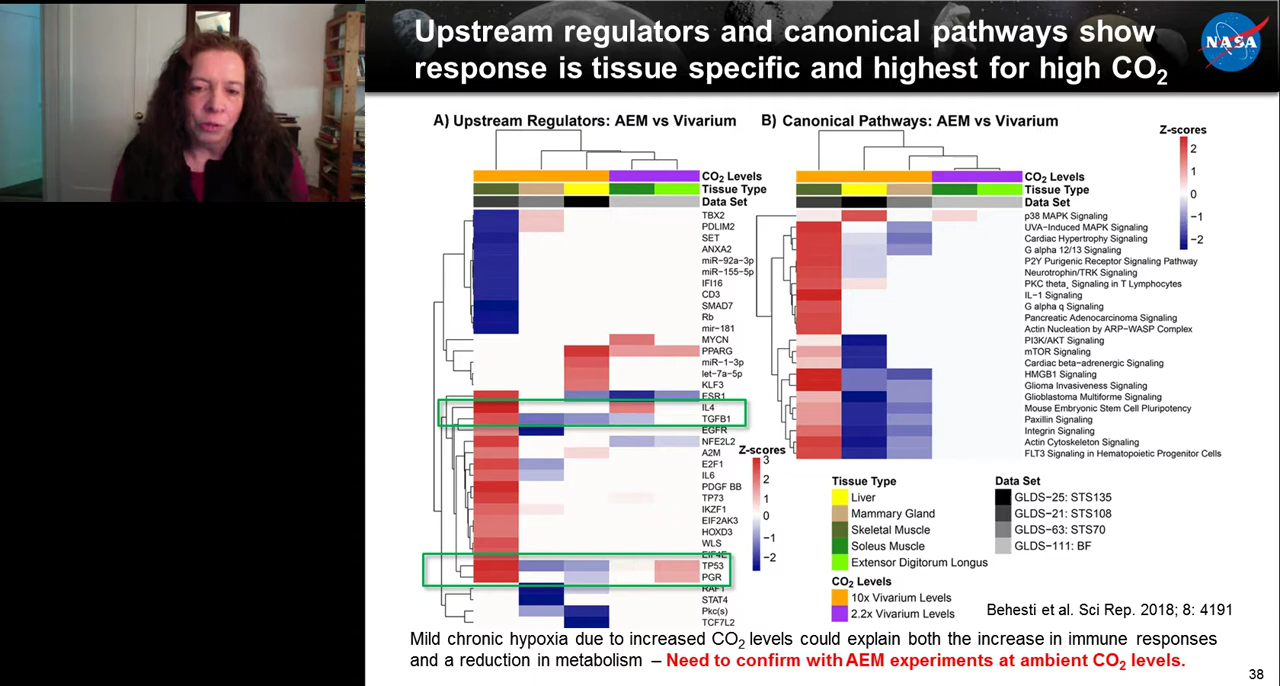 Upstream regulators and canonical pathways show
response is tissue specific and highest for high CO₂
NASA
A) Upstream Regulators: AEM vs Vivarium
CO₂ Levels
Tissue Type
Data Set
TBX2
PDLIM2
SET
ANXA2
miR−92a−3p
miR−155−5p
IFI16
CD3
SMAD7
Rb
mir−181
MYCN
PPARG
miR−1−3p
let−7a−5p
KLF3
ESR1
IL4
TGFB1
EGFR
NFE2L2
A2M
E2F1
IL6
PDGF BB
TP73
IKZF1
EIF2AK3
HOXD3
WLS
EIF4E
TP53
PGR
RAF1
STAT4
Pkc(s)
TCF7L2
Z−scores
3
2
1
0
−1
−2
B) Canonical Pathways: AEM vs Vivarium
Z−scores
2
1
0
−1
−2
CO₂ Levels
Tissue Type
Data Set
p38 MAPK Signaling
UVA−Induced MAPK Signaling
Cardiac Hypertrophy Signaling
G alpha 12/13 Signaling
P2Y Purigenic Receptor Signaling Pathway
Neurotrophin/TRK Signaling
PKC theta, Signaling in T Lymphocytes
IL−1 Signaling
G alpha q Signaling
Pancreatic Adenocarcinoma Signaling
Actin Nucleation by ARP−WASP Complex
PI3K/AKT Signaling
mTOR Signaling
Cardiac beta−adrenergic Signaling
HMGB1 Signaling
Glioma Invasiveness Signaling
Glioblastoma Multiforme Signaling
Mouse Embryonic Stem Cell Pluripotency
Paxillin Signaling
Integrin Signaling
Actin Cytoskeleton Signaling
FLT3 Signaling in Hematopoietic Progenitor Cells
Tissue Type
Liver
Mammary Gland
Skeletal Muscle
Soleus Muscle
Extensor Digitorum Longus
CO₂ Levels
10x Vivarium Levels
2.2x Vivarium Levels
Data Set
GLDS−25: STS135
GLDS−21: STS108
GLDS−63: STS70
GLDS−111: BF
Behesti et al. Sci Rep. 2018; 8: 4191
Mild chronic hypoxia due to increased CO₂ levels could explain both the increase in immune responses
and a reduction in metabolism – Need to confirm with AEM experiments at ambient CO₂ levels.
38